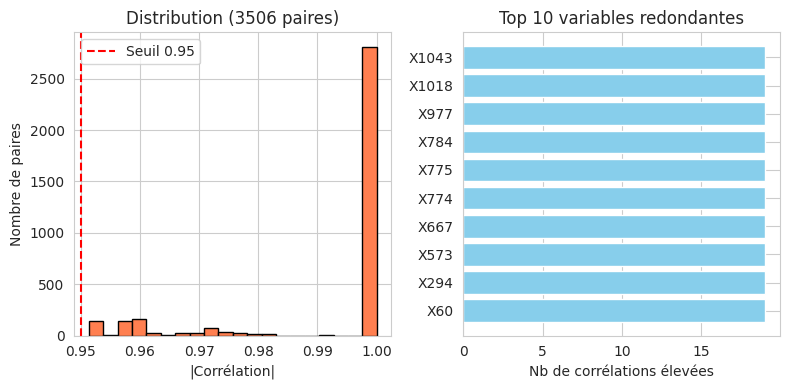 Distribution (3506 paires)
Seuil 0.95
Nombre de paires
2500
2000
1500
1000
500
0
0.95 0.96 0.97 0.98 0.99 1.00
|Corrélation|
Top 10 variables redondantes
X1043
X1018
X977
X784
X775
X774
X667
X573
X294
X60
0 5 10 15
Nb de corrélations élevées